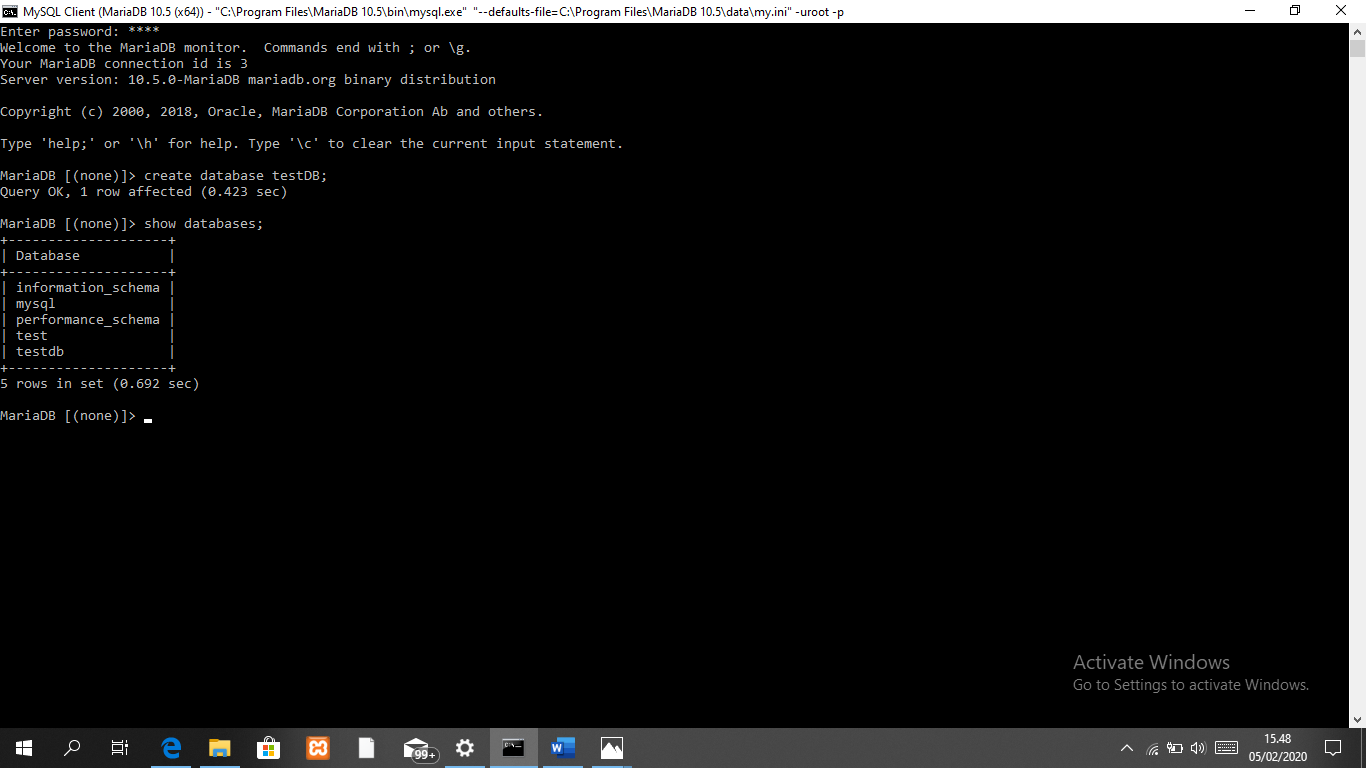 MySQL Client (MariaDB 10.5 (x64)) - "C:\Program Files\MariaDB 10.5\bin\mysql.exe" "--defaults-file=C:\Program Files\MariaDB 10.5\data\my.ini" -uroot -p
Enter password: ****
Welcome to the MariaDB monitor.  Commands end with ; or \g.
Your MariaDB connection id is 3
Server version: 10.5.0-MariaDB mariadb.org binary distribution

Copyright (c) 2000, 2018, Oracle, MariaDB Corporation Ab and others.

Type 'help;' or '\h' for help. Type '\c' to clear the current input statement.

MariaDB [(none)]> create database testDB;
Query OK, 1 row affected (0.423 sec)

MariaDB [(none)]> show databases;
+--------------------+
| Database           |
+--------------------+
| information_schema |
| mysql              |
| performance_schema |
| test               |
| testdb             |
+--------------------+
5 rows in set (0.692 sec)

MariaDB [(none)]> _
Activate Windows
Go to Settings to activate Windows.
99+
15.48
05/02/2020